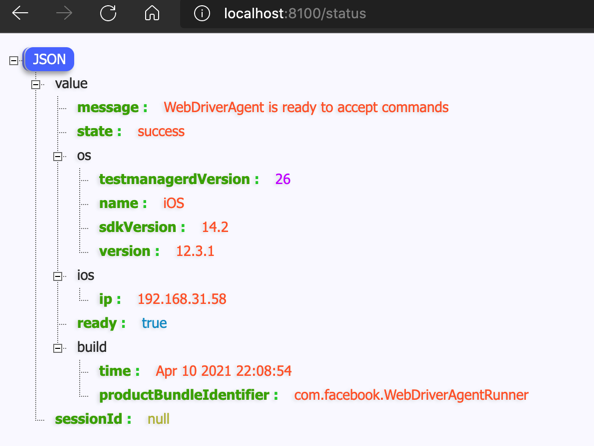 localhost:8100/status
JSON
value
message : WebDriverAgent is ready to accept commands
state : success
os
testmanagerdVersion : 26
name : iOS
sdkVersion : 14.2
version : 12.3.1
ios
ip : 192.168.31.58
ready : true
build
time : Apr 10 2021 22:08:54
productBundleIdentifier : com.facebook.WebDriverAgentRunner
sessionId : null